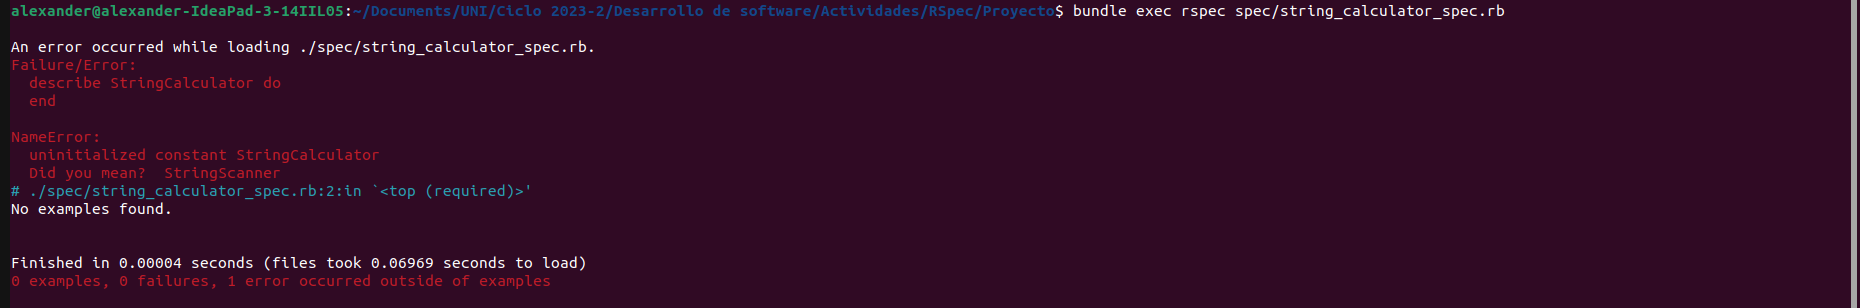 alexander@alexander-IdeaPad-3-14IIL05:~/Documents/UNI/Ciclo 2023-2/Desarrollo de software/Actividades/RSpec/Proyecto$ bundle exec rspec spec/string_calculator_spec.rb
An error occurred while loading ./spec/string_calculator_spec.rb.
Failure/Error:
  describe StringCalculator do
  end
NameError:
  uninitialized constant StringCalculator
  Did you mean?  StringScanner
# ./spec/string_calculator_spec.rb:2:in `<top (required)>'
No examples found.
Finished in 0.00004 seconds (files took 0.06969 seconds to load)
0 examples, 0 failures, 1 error occurred outside of examples